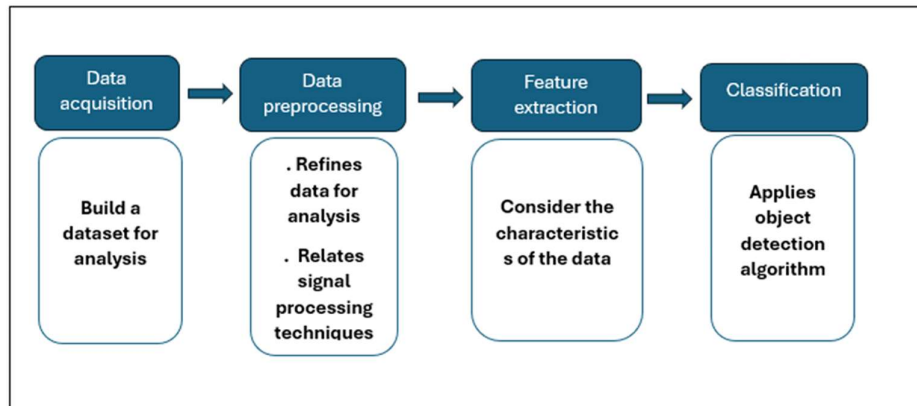 Data
acquisition
Build a
dataset for
analysis
Data
preprocessing
. Refines
data for
analysis
. Relates
signal
processing
techniques
Feature
extraction
Consider the
characteristic
s of the data
Classification
Applies
object
detection
algorithm